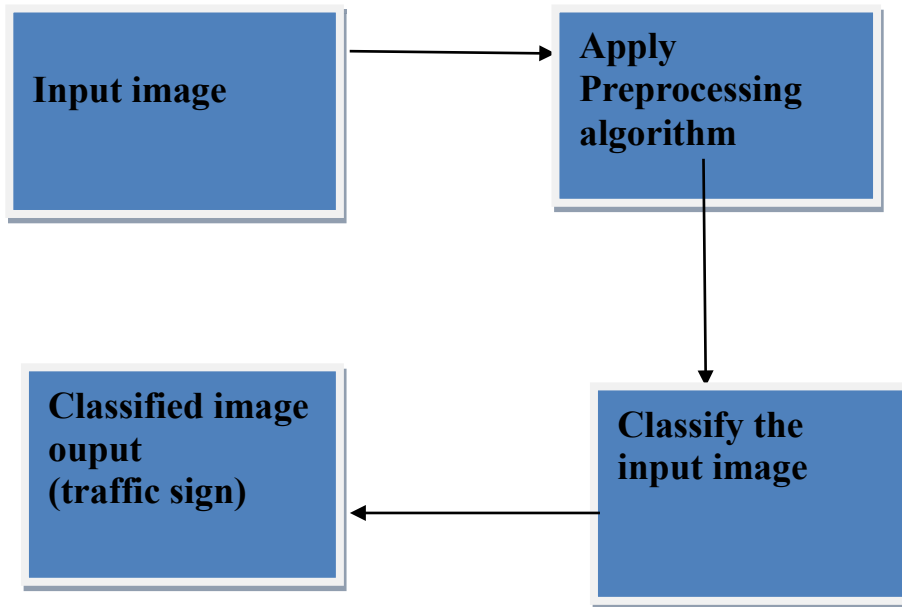 Input image
Apply
Preprocessing
algorithm
Classify the
input image
Classified image
ouput
(traffic sign)